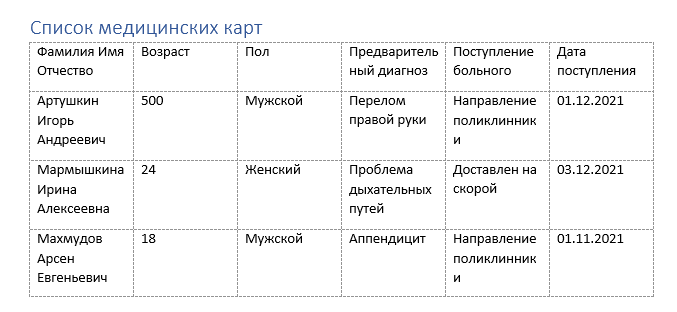 Список медицинских карт
Фамилия Имя Отчество Возраст Пол Предварительный диагноз Поступление больного Дата поступления
Артушкин Игорь Андреевич 500 Мужской Перелом правой руки Направление поликлинники 01.12.2021
Мармышкина Ирина Алексеевна 24 Женский Проблема дыхательных путей Доставлен на скорой 03.12.2021
Махмудов Арсен Евгеньевич 18 Мужской Аппендицит Направление поликлинники 01.11.2021